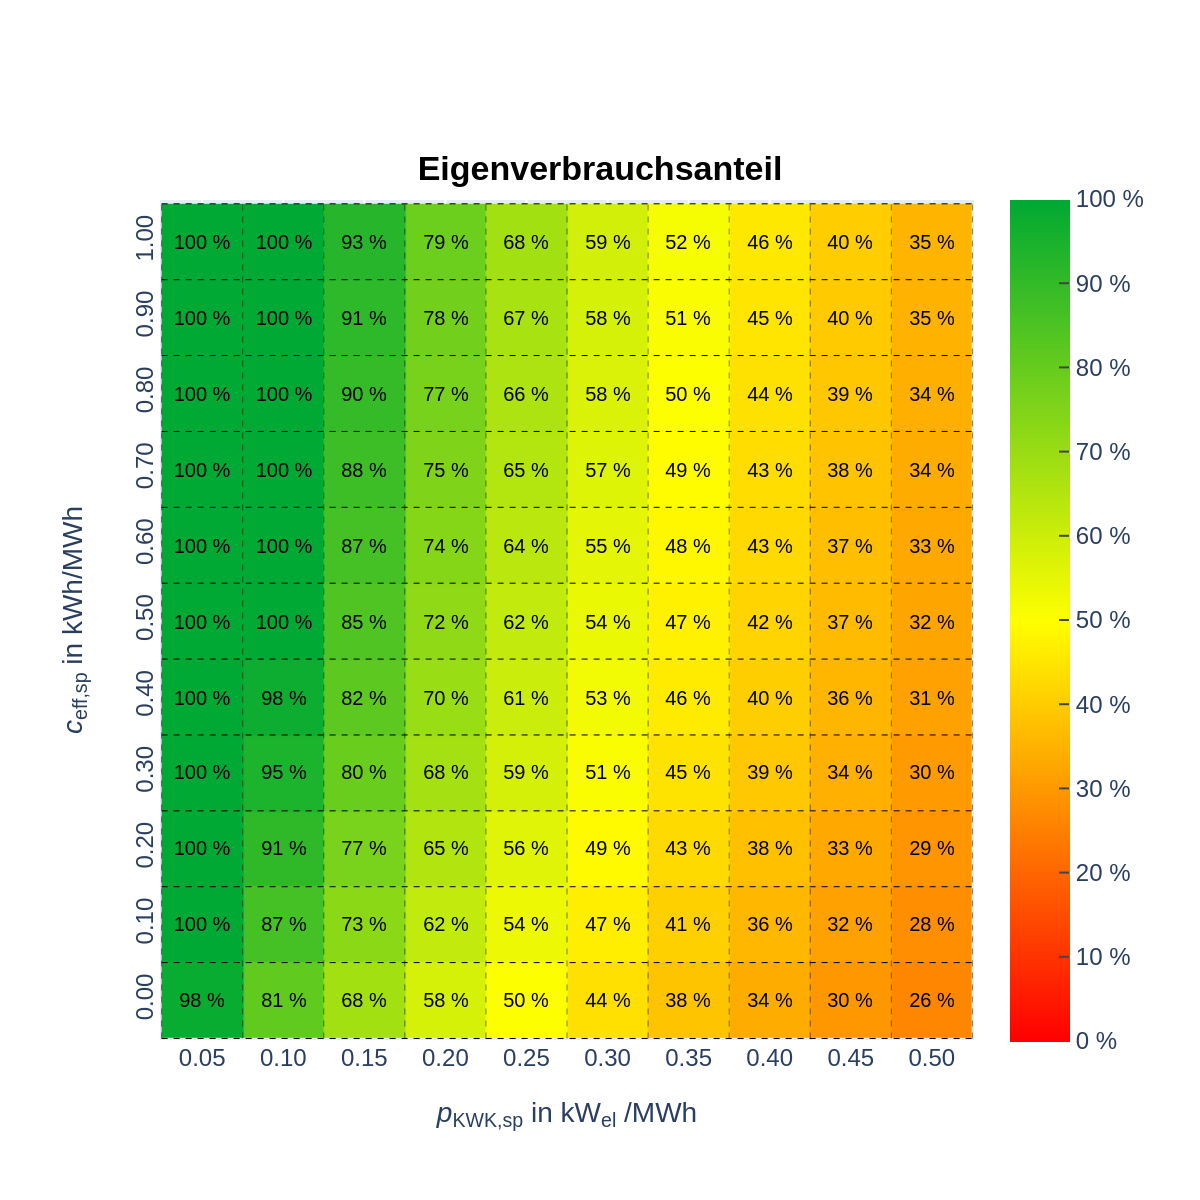 Eigenverbrauchsanteil
1.00 100 % 100 % 93 % 79 % 68 % 59 % 52 % 46 % 40 % 35 %
0.90 100 % 100 % 91 % 78 % 67 % 58 % 51 % 45 % 40 % 35 %
0.80 100 % 100 % 90 % 77 % 66 % 58 % 50 % 44 % 39 % 34 %
0.70 100 % 100 % 88 % 75 % 65 % 57 % 49 % 43 % 38 % 34 %
0.60 100 % 100 % 87 % 74 % 64 % 55 % 48 % 43 % 37 % 33 %
0.50 100 % 100 % 85 % 72 % 62 % 54 % 47 % 42 % 37 % 32 %
0.40 100 % 98 % 82 % 70 % 61 % 53 % 46 % 40 % 36 % 31 %
0.30 100 % 95 % 80 % 68 % 59 % 51 % 45 % 39 % 34 % 30 %
0.20 100 % 91 % 77 % 65 % 56 % 49 % 43 % 38 % 33 % 29 %
0.10 100 % 87 % 73 % 62 % 54 % 47 % 41 % 36 % 32 % 28 %
0.00 98 % 81 % 68 % 58 % 50 % 44 % 38 % 34 % 30 % 26 %
0.05 0.10 0.15 0.20 0.25 0.30 0.35 0.40 0.45 0.50
c eff,sp in kWh/MWh
p KWK,sp in kW el /MWh
100 %
90 %
80 %
70 %
60 %
50 %
40 %
30 %
20 %
10 %
0 %